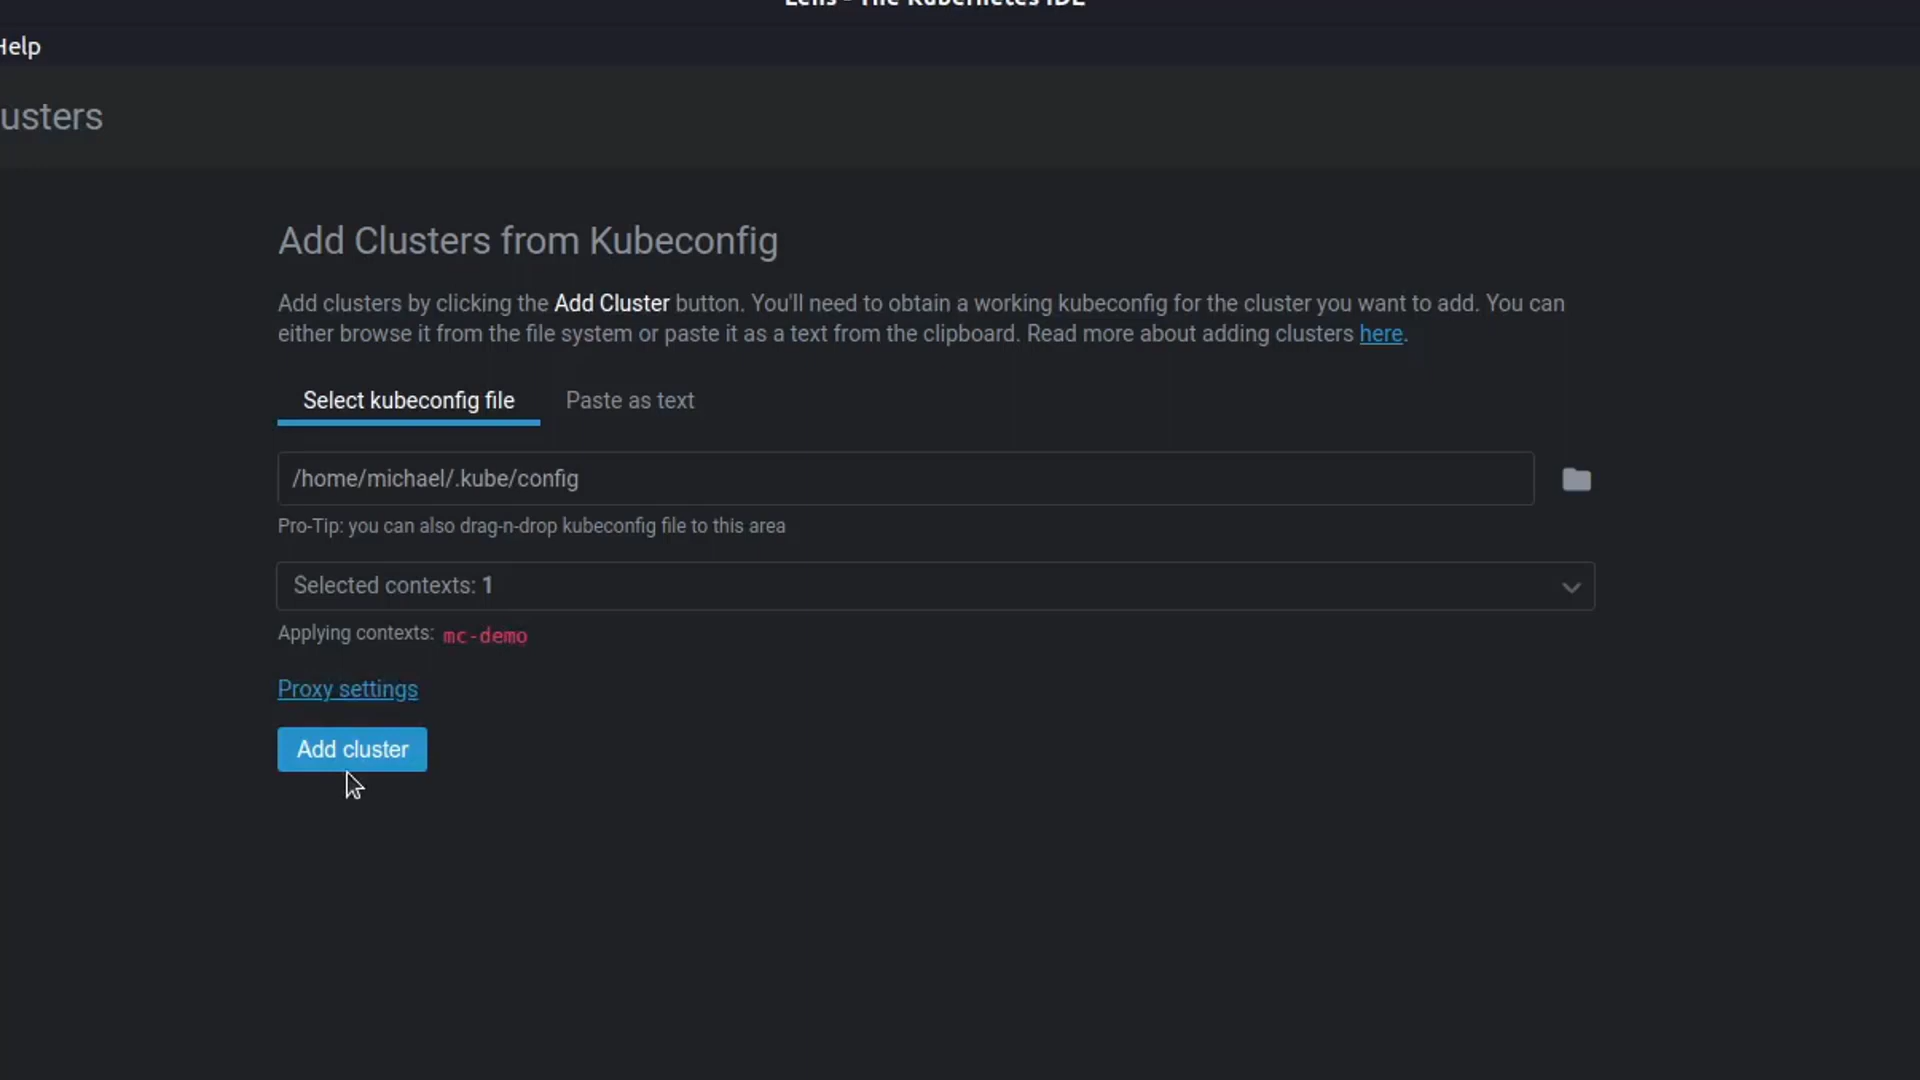 Lens - The Kubernetes IDE
Help
usters
Add Clusters from Kubeconfig
Add clusters by clicking the Add Cluster button. You'll need to obtain a working kubeconfig for the cluster you want to add. You can
either browse it from the file system or paste it as a text from the clipboard. Read more about adding clusters here.
Select kubeconfig file Paste as text
/home/michael/.kube/config
Pro-Tip: you can also drag-n-drop kubeconfig file to this area
Selected contexts: 1
Applying contexts: mc-demo
Proxy settings
Add cluster